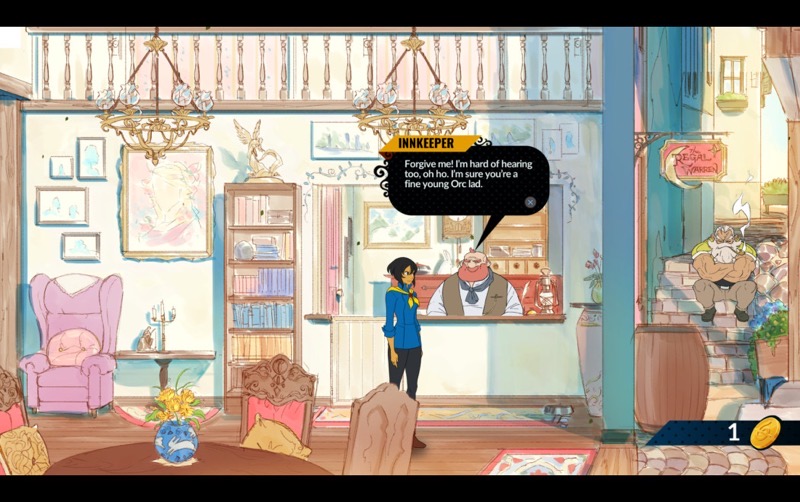 INNKEEPER
Forgive me! I'm hard of hearing
too, oh ho. I'm sure you're a
fine young Orc lad.
The
REGAL
WARREN
1